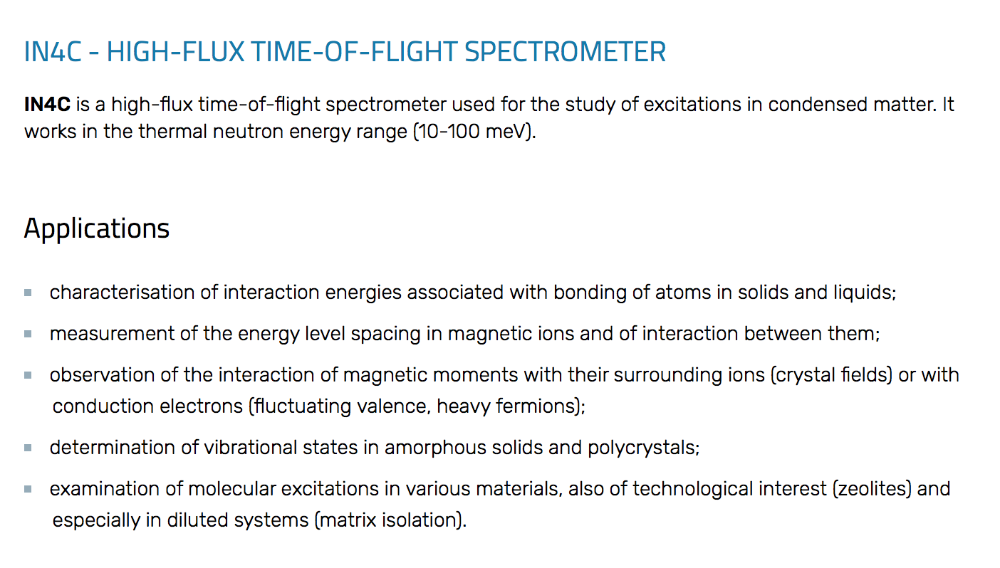 IN4C - HIGH-FLUX TIME-OF-FLIGHT SPECTROMETER
IN4C is a high-flux time-of-flight spectrometer used for the study of excitations in condensed matter. It
works in the thermal neutron energy range (10-100 meV).
Applications
characterisation of interaction energies associated with bonding of atoms in solids and liquids;
measurement of the energy level spacing in magnetic ions and of interaction between them;
observation of the interaction of magnetic moments with their surrounding ions (crystal fields) or with
conduction electrons (fluctuating valence, heavy fermions);
determination of vibrational states in amorphous solids and polycrystals;
examination of molecular excitations in various materials, also of technological interest (zeolites) and
especially in diluted systems (matrix isolation).